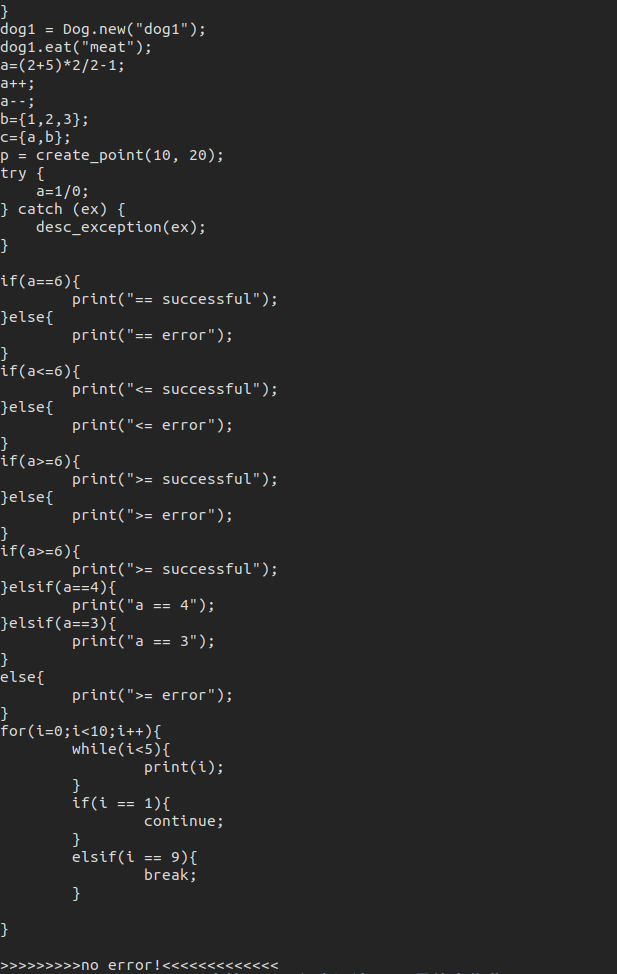 }
dog1 = Dog.new("dog1");
dog1.eat("meat");
a=(2+5)*2/2-1;
a++;
a--;
b={1,2,3};
c={a,b};
p = create_point(10, 20);
try {
    a=1/0;
} catch (ex) {
    desc_exception(ex);
}

if(a==6){
        print("== successful");
}else{
        print("== error");
}
if(a<=6){
        print("<= successful");
}else{
        print("<= error");
}
if(a>=6){
        print(">= successful");
}else{
        print(">= error");
}
if(a>=6){
        print(">= successful");
}elsif(a==4){
        print("a == 4");
}elsif(a==3){
        print("a == 3");
}
else{
        print(">= error");
}
for(i=0;i<10;i++){
        while(i<5){
                print(i);
        }
        if(i == 1){
                continue;
        }
        elsif(i == 9){
                break;
        }

}

>>>>>>>>>no error!<<<<<<<<<<<<<